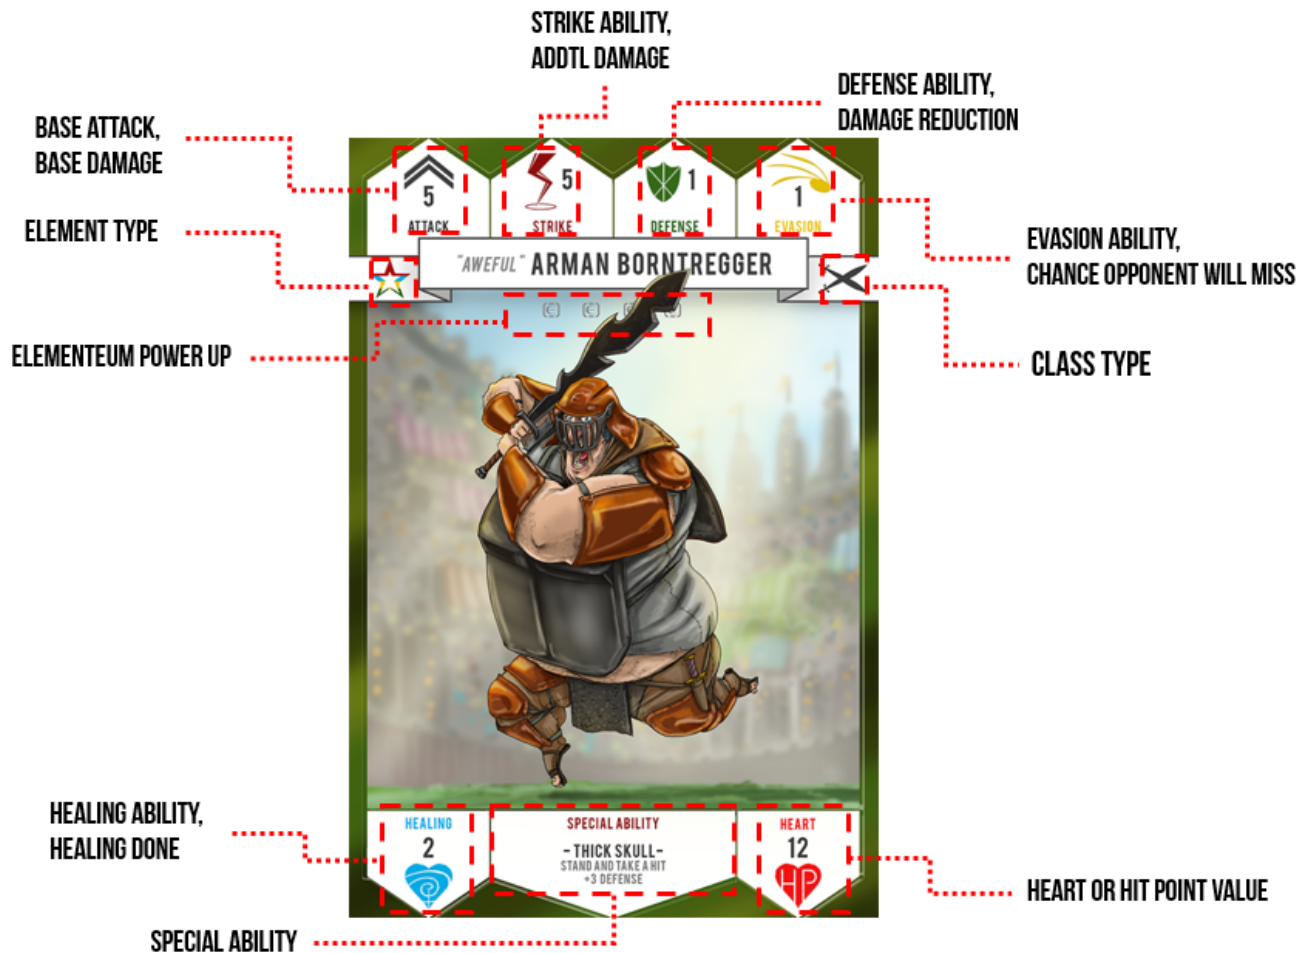 STRIKE ABILITY,
ADDTL DAMAGE
DEFENSE ABILITY,
DAMAGE REDUCTION
BASE ATTACK,
BASE DAMAGE
5
ATTACK
5
STRIKE
1
DEFENSE
1
EVASION
ELEMENT TYPE
EVASION ABILITY,
CHANCE OPPONENT WILL MISS
"AWEFUL" ARMAN BORNTREGGER
ELEMENTEUM POWER UP
CLASS TYPE
HEALING ABILITY,
HEALING DONE
HEALING
2
SPECIAL ABILITY
-THICK SKULL-
STAND AND TAKE A HIT
+3 DEFENSE
HEART
12
HP
HEART OR HIT POINT VALUE
SPECIAL ABILITY